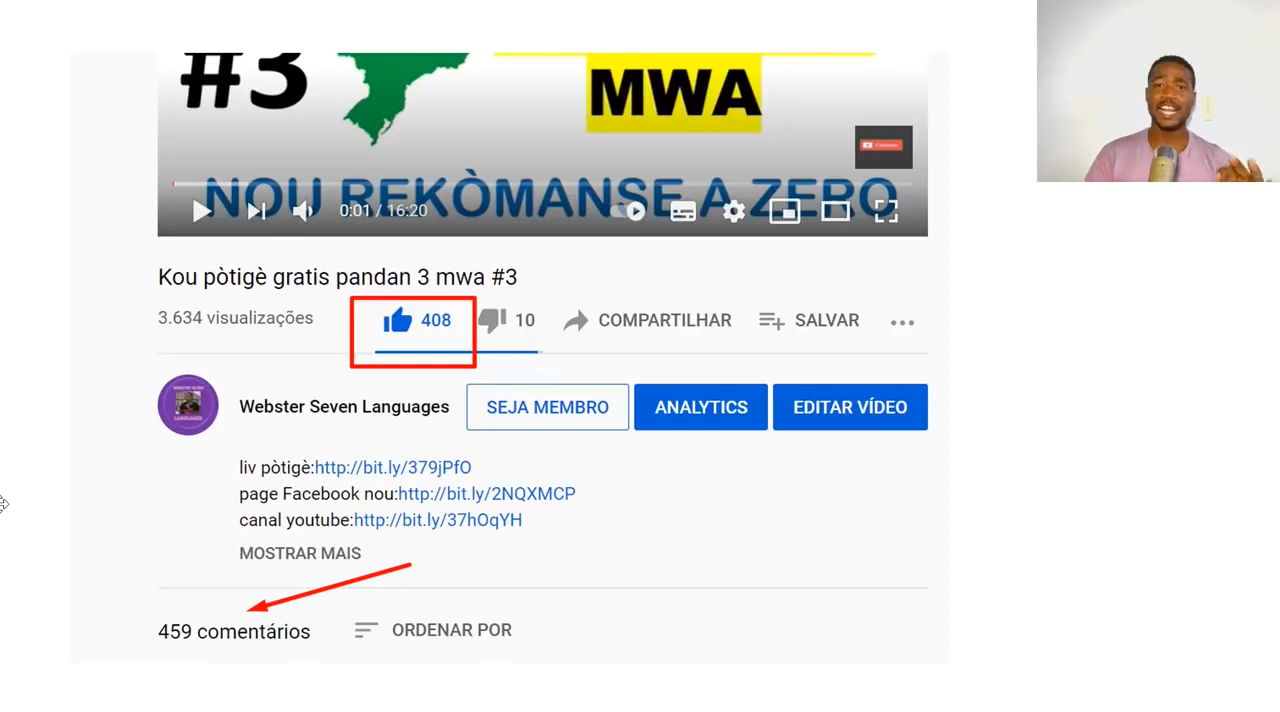 #3
MWA
NOU REKÒMANSE A ZERO
0:01 / 16:20
Kou pòtigè gratis pandan 3 mwa #3
3.634 visualizações
408
10
COMPARTILHAR
SALVAR
Webster Seven Languages
SEJA MEMBRO
ANALYTICS
EDITAR VÍDEO
liv pòtigè:http://bit.ly/379jPfO
page Facebook nou:http://bit.ly/2NQXMCP
canal youtube:http://bit.ly/37hOqYH
MOSTRAR MAIS
459 comentários
ORDENAR POR